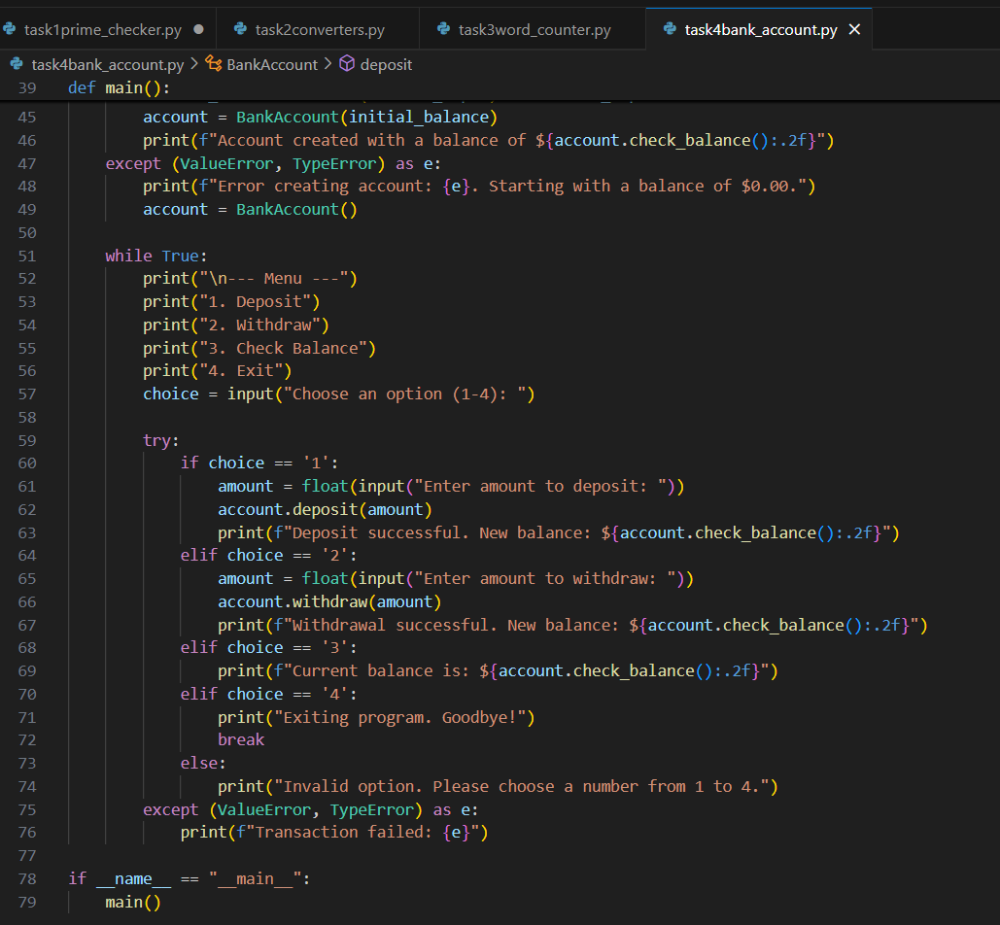 task1prime_checker.py task2converters.py task3word_counter.py task4bank_account.py
task4bank_account.py > BankAccount > deposit
39 def main():
45         account = BankAccount(initial_balance)
46         print(f"Account created with a balance of ${account.check_balance():.2f}")
47     except (ValueError, TypeError) as e:
48         print(f"Error creating account: {e}. Starting with a balance of $0.00.")
49         account = BankAccount()
50
51     while True:
52         print("\n--- Menu ---")
53         print("1. Deposit")
54         print("2. Withdraw")
55         print("3. Check Balance")
56         print("4. Exit")
57         choice = input("Choose an option (1-4): ")
58
59         try:
60             if choice == '1':
61                 amount = float(input("Enter amount to deposit: "))
62                 account.deposit(amount)
63                 print(f"Deposit successful. New balance: ${account.check_balance():.2f}")
64             elif choice == '2':
65                 amount = float(input("Enter amount to withdraw: "))
66                 account.withdraw(amount)
67                 print(f"Withdrawal successful. New balance: ${account.check_balance():.2f}")
68             elif choice == '3':
69                 print(f"Current balance is: ${account.check_balance():.2f}")
70             elif choice == '4':
71                 print("Exiting program. Goodbye!")
72                 break
73             else:
74                 print("Invalid option. Please choose a number from 1 to 4.")
75         except (ValueError, TypeError) as e:
76             print(f"Transaction failed: {e}")
77
78 if __name__ == "__main__":
79     main()